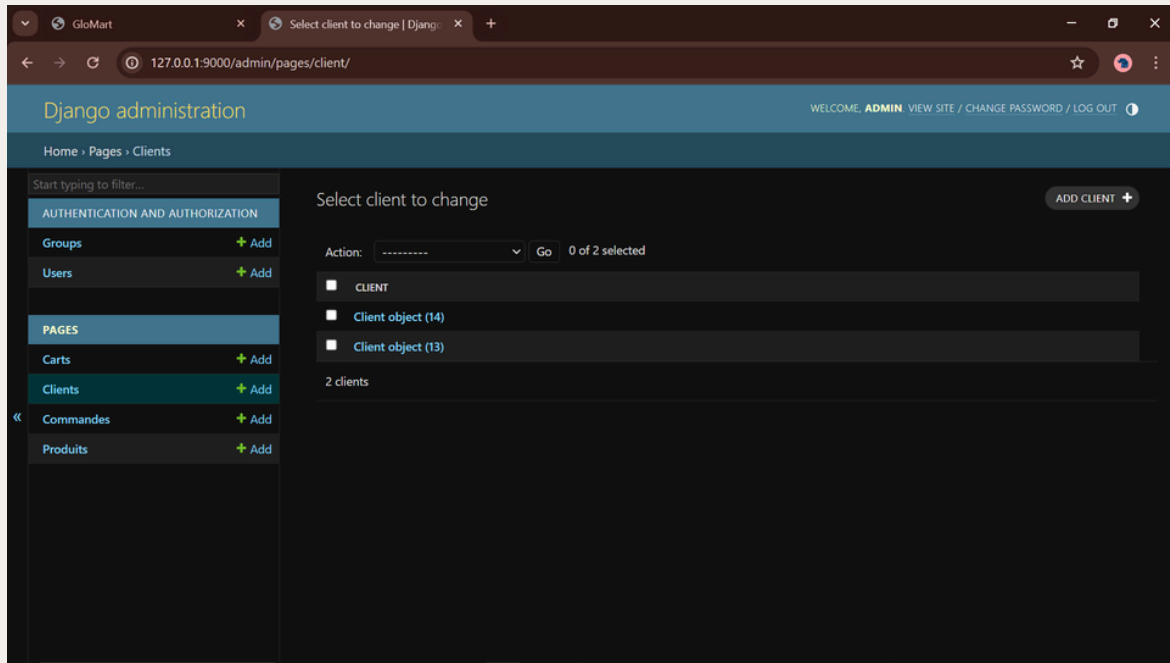 GloMart
Select client to change | Djang
127.0.0.1:9000/admin/pages/client/
Django administration
WELCOME, ADMIN. VIEW SITE / CHANGE PASSWORD / LOG OUT
Home › Pages › Clients
Start typing to filter...
AUTHENTICATION AND AUTHORIZATION
Groups + Add
Users + Add
PAGES
Carts + Add
Clients + Add
Commandes + Add
Produits + Add
«
Select client to change
ADD CLIENT +
Action: --------- Go 0 of 2 selected
CLIENT
Client object (14)
Client object (13)
2 clients